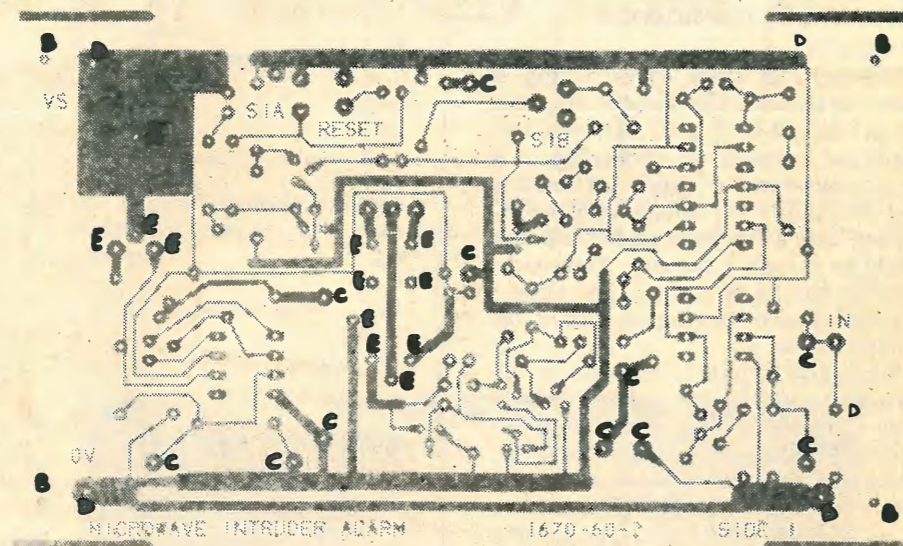 B B D B
VS S1A C
RESET S1B
E E E E E
C
E E
C
E
IN
E E C
E C
D
C
0V C C C C C
B B B B
MICROWAVE INTRUDER ALARM 1670-60-2 SIDE 1